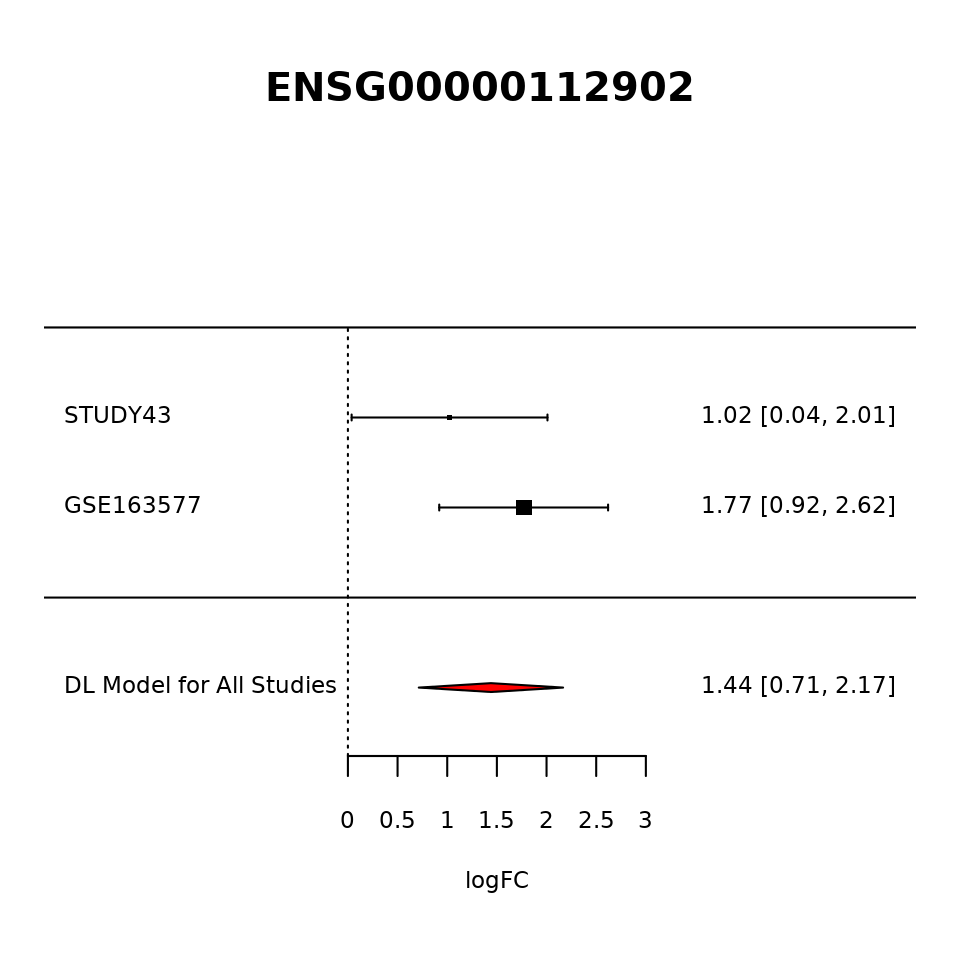 ENSG00000112902
STUDY43 1.02 [0.04, 2.01]
GSE163577 1.77 [0.92, 2.62]
DL Model for All Studies 1.44 [0.71, 2.17]
0 0.5 1 1.5 2 2.5 3
logFC